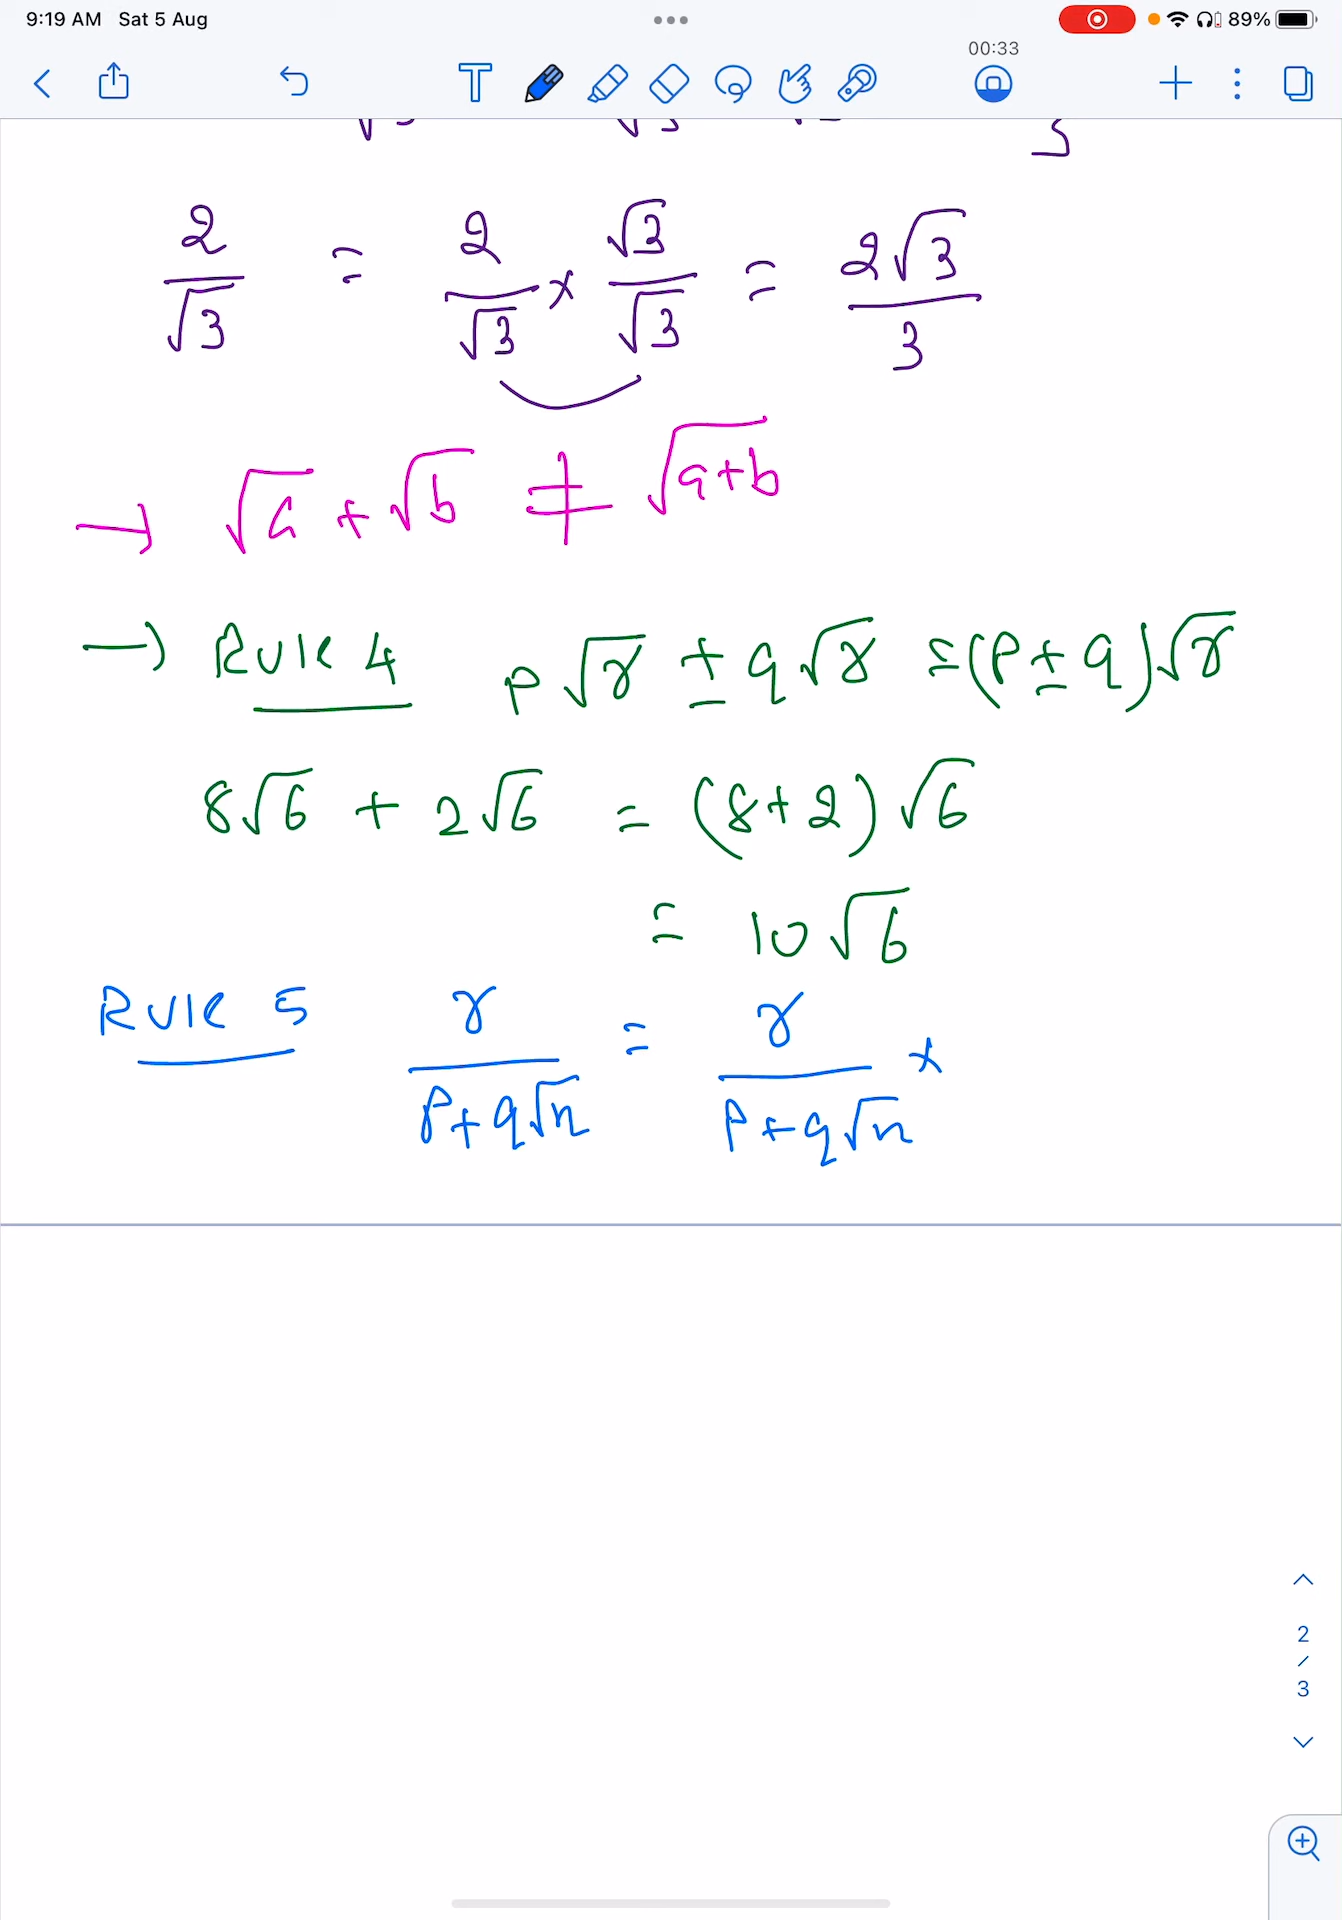 9:19 AM Sat 5 Aug 89%
00:33
T
2/√3 = 2/√3 × √3/√3 = 2√3/3
→ √a + √b ≠ √a+b
→ Rule 4 p√r ± q√r = (p ± q)√r
8√6 + 2√6 = (8+2)√6
= 10√6
Rule 5 r/p+q√n = r/p+q√n ×
2
/
3